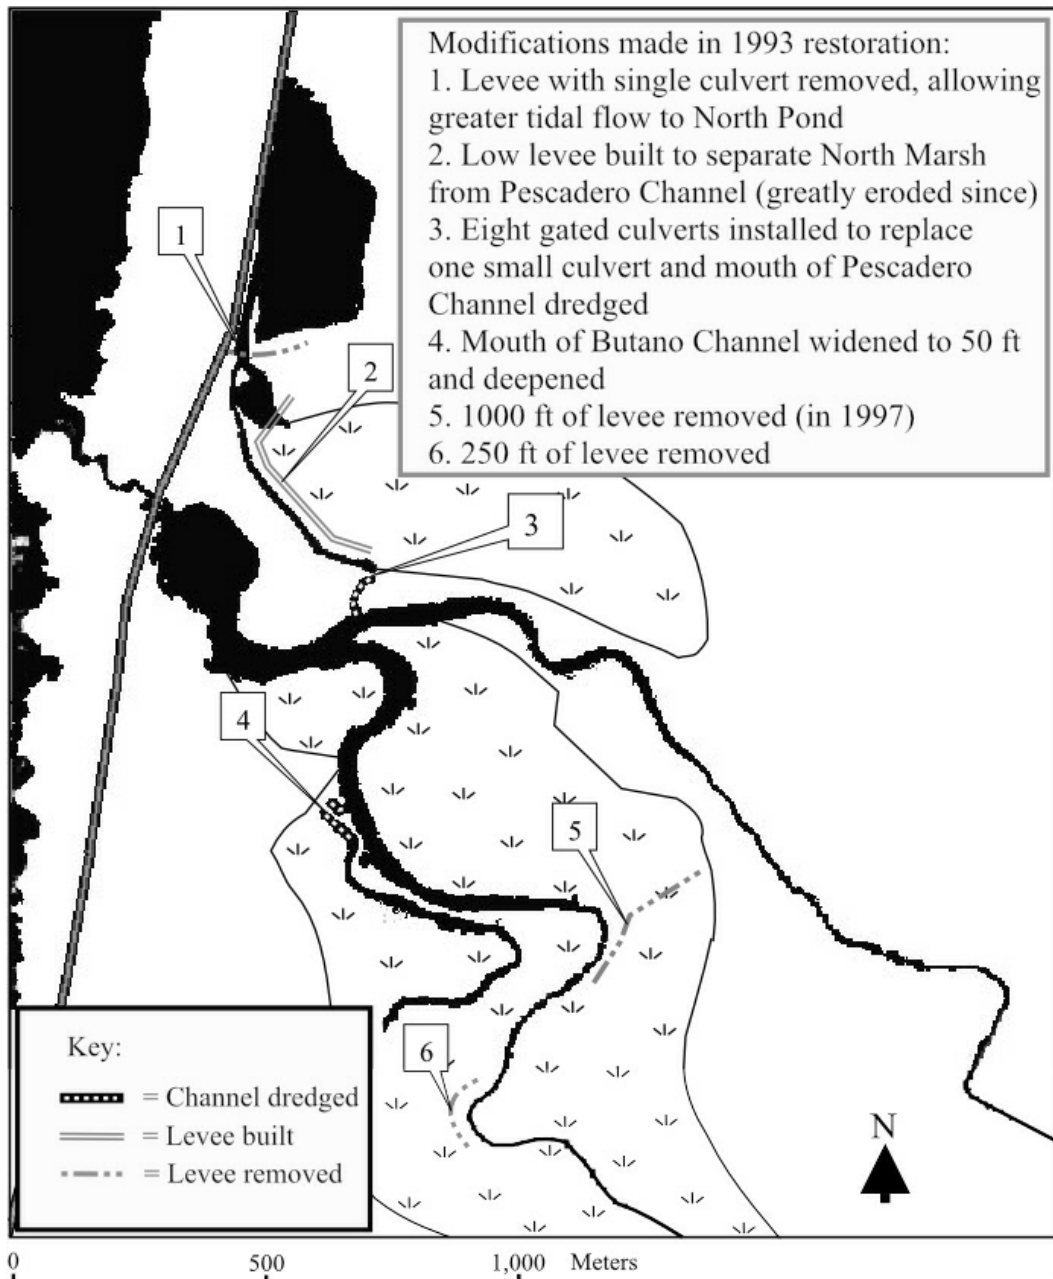 Modifications made in 1993 restoration:
1. Levee with single culvert removed, allowing
greater tidal flow to North Pond
2. Low levee built to separate North Marsh
from Pescadero Channel (greatly eroded since)
3. Eight gated culverts installed to replace
one small culvert and mouth of Pescadero
Channel dredged
4. Mouth of Butano Channel widened to 50 ft
and deepened
5. 1000 ft of levee removed (in 1997)
6. 250 ft of levee removed
1
2
3
4
5
6
Key:
= Channel dredged
= Levee built
= Levee removed
N
0 500 1,000 Meters